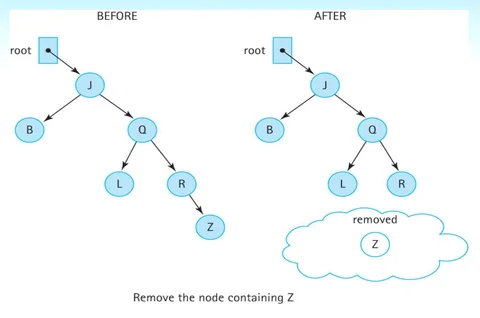 BEFORE
AFTER
root
root
J
J
B
Q
B
Q
L
R
L
R
Z
removed
Z
Remove the node containing Z